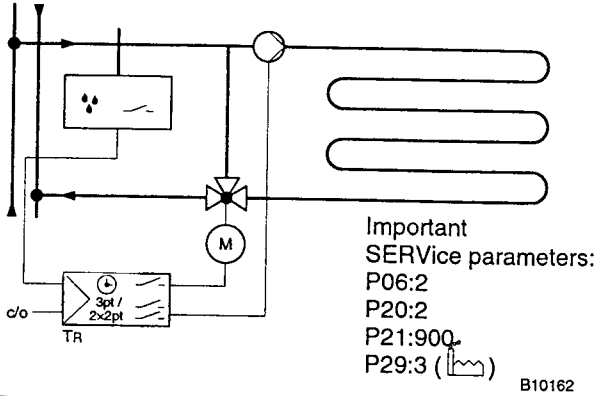 M
3pt /
2x2pt
c/o
TR
Important
SERVice parameters:
P06:2
P20:2
P21:900
P29:3 ( )
B10162